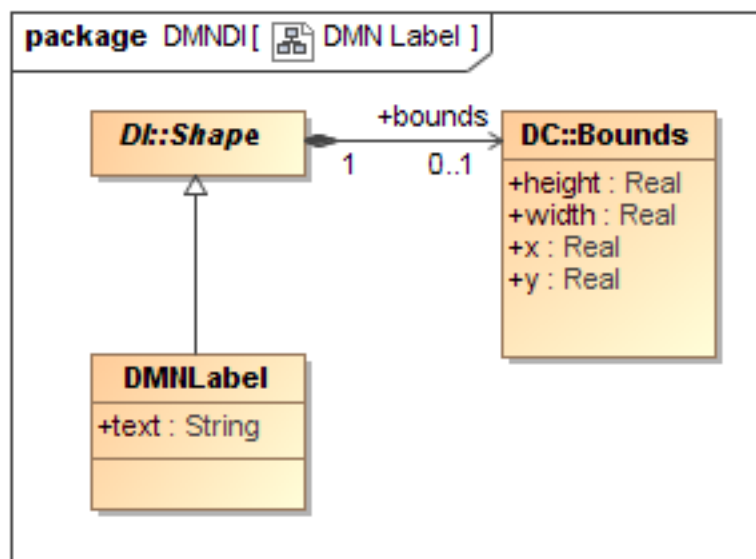 package DMNDI[ DMN Label ]
DI::Shape
+bounds
1
0..1
DC::Bounds
+height : Real
+width : Real
+x : Real
+y : Real
DMNLabel
+text : String